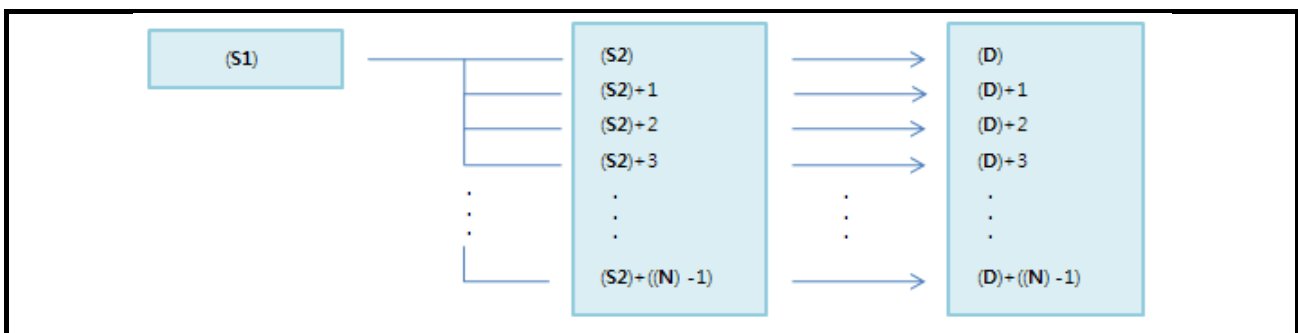 (S1) (S2) (D)
(S2)+1 (D)+1
(S2)+2 (D)+2
(S2)+3 (D)+3
(S2)+((N) -1) (D)+((N) -1)